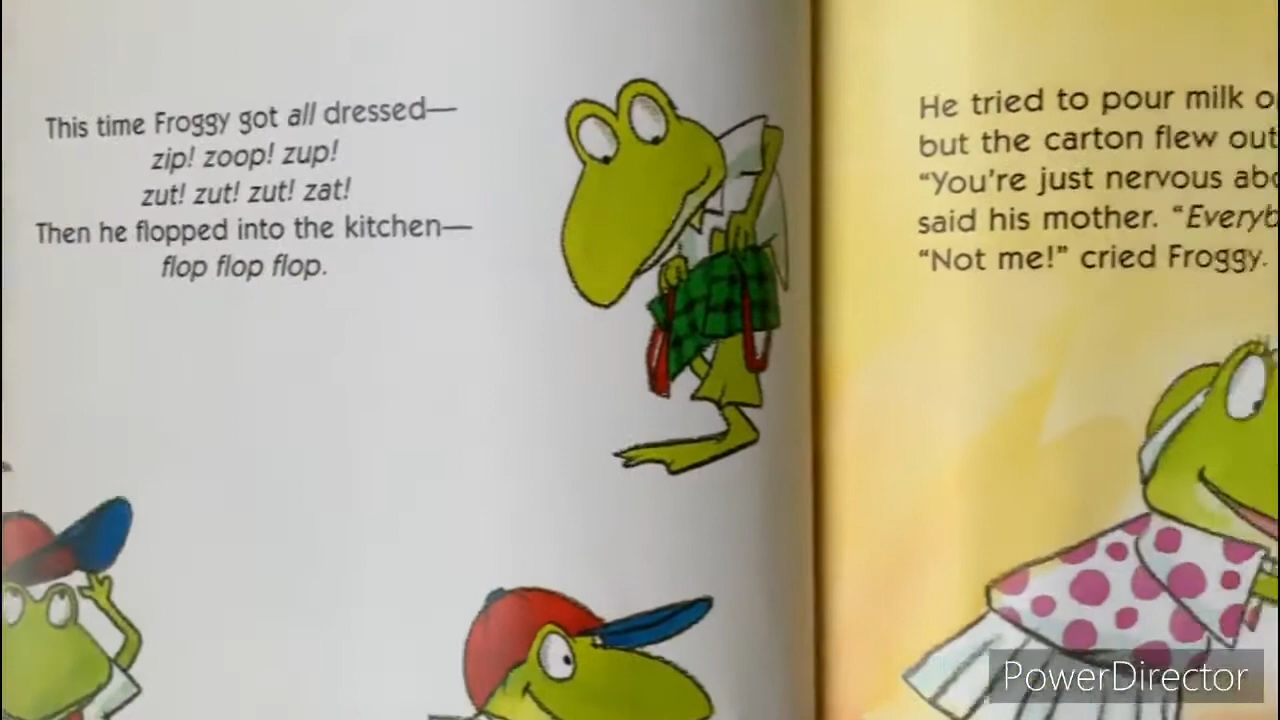 This time Froggy got all dressed—
zip! zoop! zup!
zut! zut! zut! zat!
Then he flopped into the kitchen—
flop flop flop.
He tried to pour milk
but the carton flew out
“You’re just nervous
said his mother.
“Not me!” cried Froggy.
PowerDirector